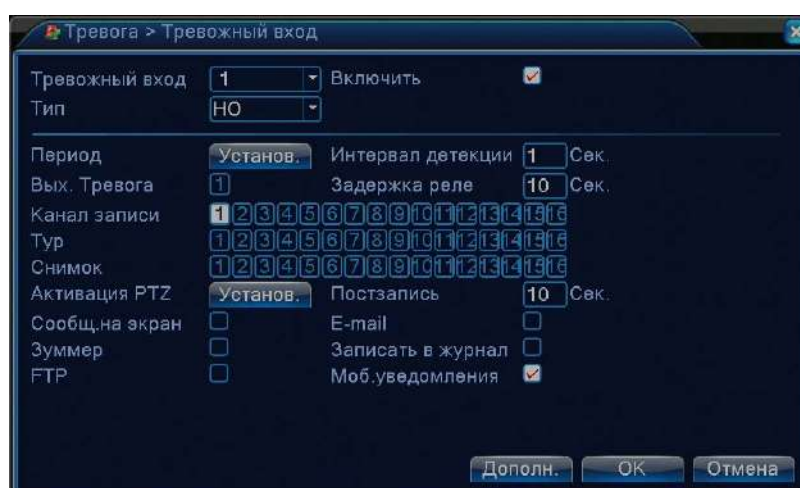 Тревога > Тревожный вход
Тревожный вход 1 Включить
Тип НО
Период Установ. Интервал детекции 1 Сек.
Вых. Тревога 1 Задержка реле 10 Сек.
Канал записи 1 2 3 4 5 6 7 8 9 10 11 12 13 14 15 16
Тур 1 2 3 4 5 6 7 8 9 10 11 12 13 14 15 16
Снимок 1 2 3 4 5 6 7 8 9 10 11 12 13 14 15 16
Активация PTZ Установ. Постзапись 10 Сек.
Сообщ.на экран E-mail
Зуммер Записать в журнал
FTP Моб.уведомления
Дополн. OK Отмена